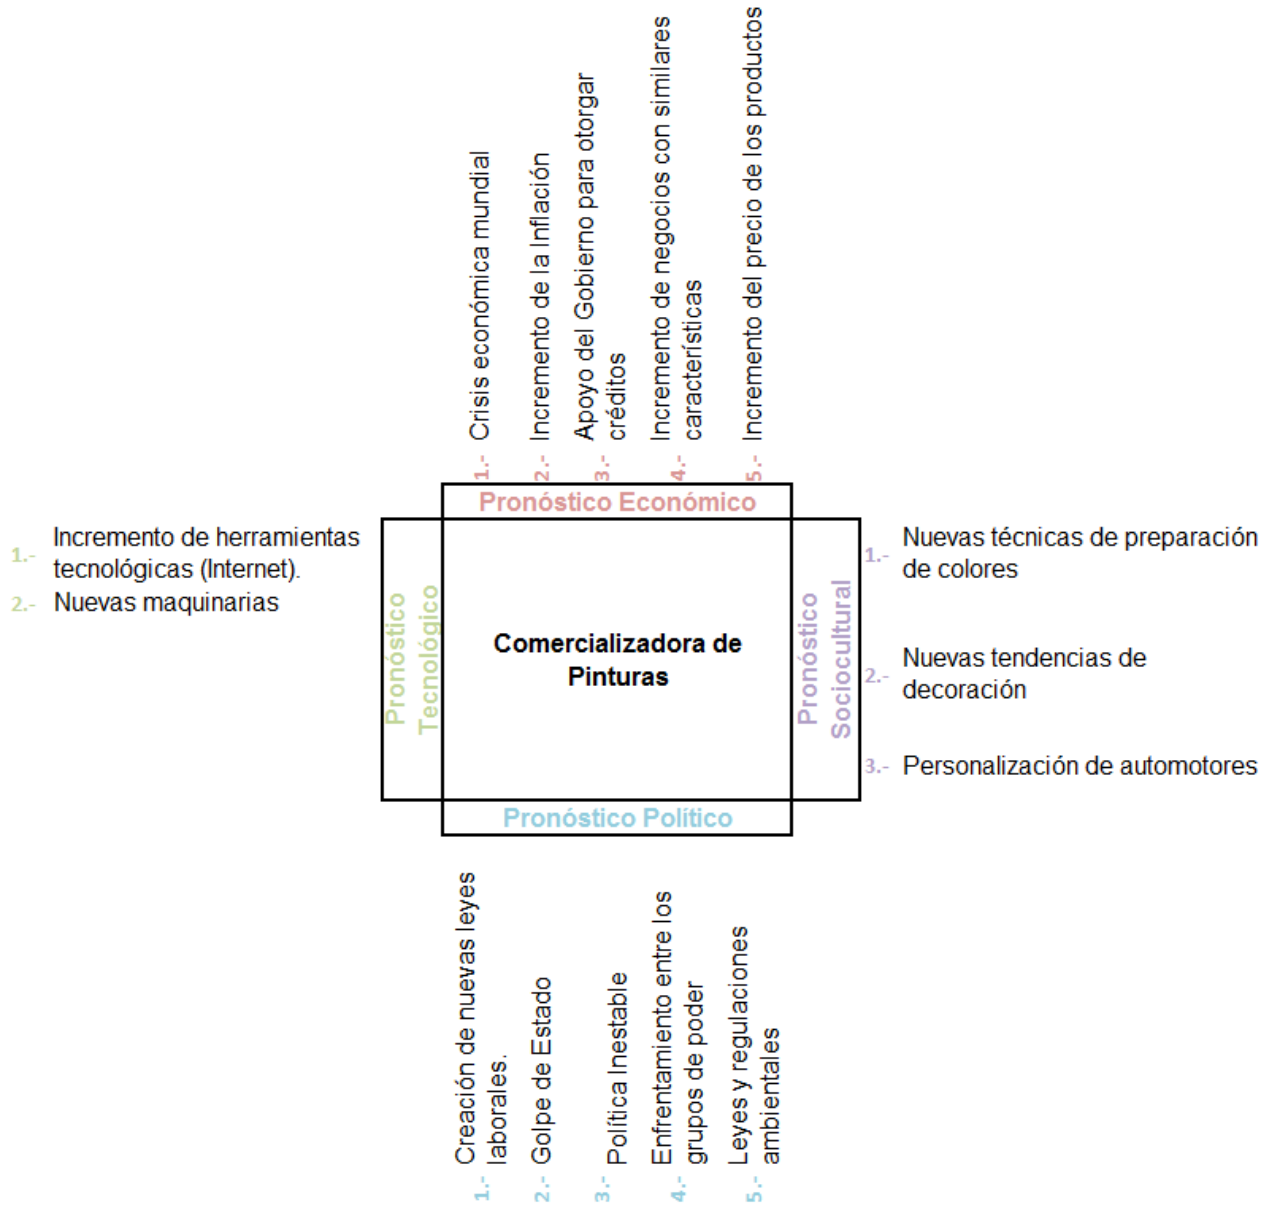 1.- Crisis económica mundial
2.- Incremento de la Inflación
3.- Apoyo del Gobierno para otorgar
créditos
4.- Incremento de negocios con similares
características
5.- Incremento del precio de los productos
Pronóstico Económico
1.- Incremento de herramientas
tecnológicas (Internet).
2.- Nuevas maquinarias
Pronóstico
Tecnológico
Comercializadora de
Pinturas
Pronóstico
Sociocultural
1.- Nuevas técnicas de preparación
de colores
2.- Nuevas tendencias de
decoración
3.- Personalización de automotores
Pronóstico Político
1.- Creación de nuevas leyes
laborales.
2.- Golpe de Estado
3.- Política Inestable
4.- Enfrentamiento entre los
grupos de poder
5.- Leyes y regulaciones
ambientales